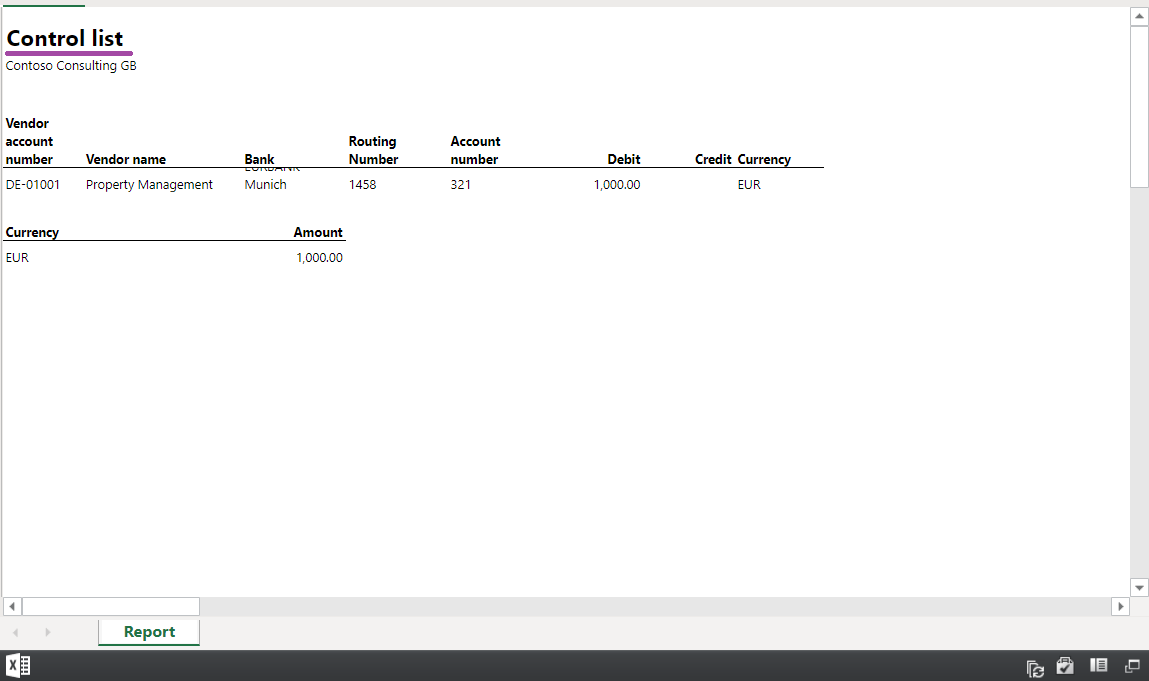 Control list
Contoso Consulting GB
Vendor account number Vendor name Bank Routing Number Account number Debit Credit Currency
DE-01001 Property Management Munich 1458 321 1,000.00 EUR
Currency Amount
EUR 1,000.00
Report